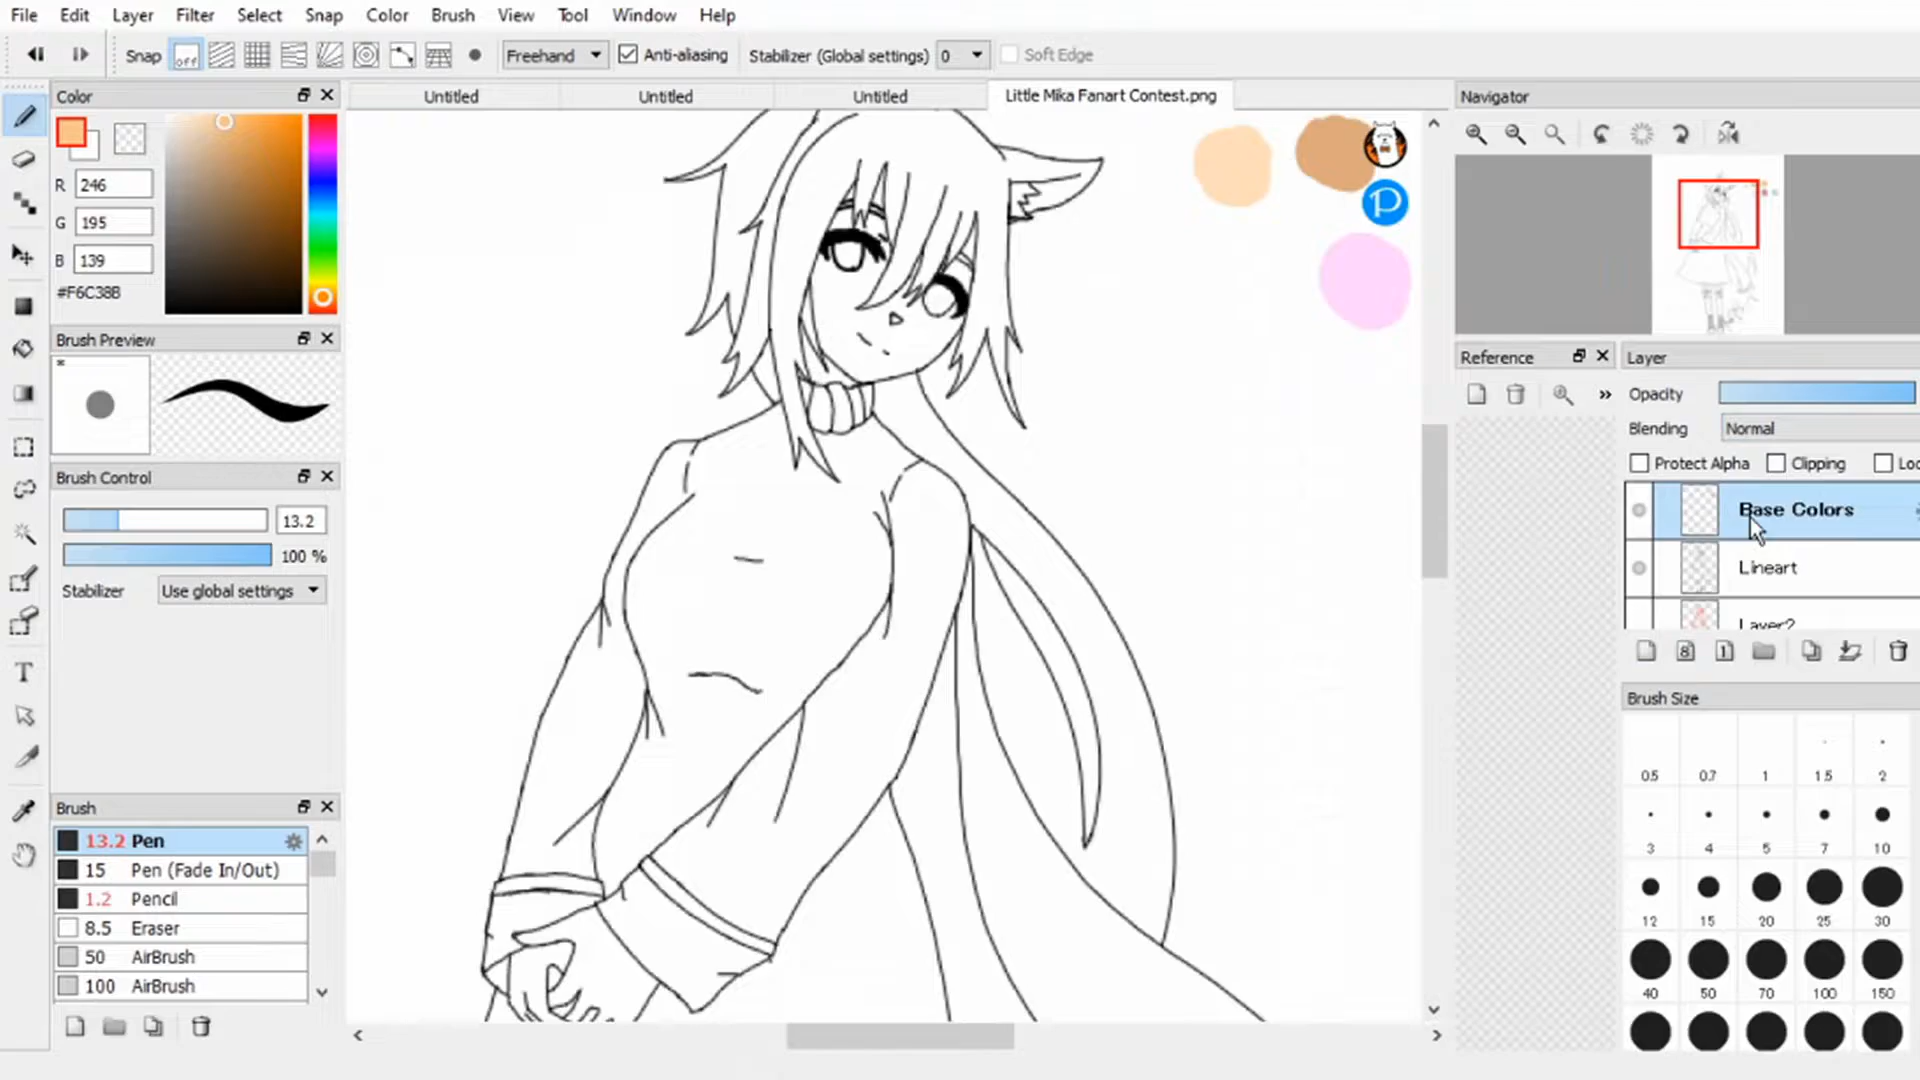 File Edit Layer Filter Select Snap Color Brush View Tool Window Help
Snap off Freehand Anti-aliasing Stabilizer (Global settings) 0 Soft Edge
Color
R 246
G 195
B 139
#F6C38B
Brush Preview
*
Brush Control
13.2
100 %
Stabilizer Use global settings
Brush
13.2 Pen
15 Pen (Fade In/Out)
1.2 Pencil
8.5 Eraser
50 AirBrush
100 AirBrush
Untitled Untitled Untitled Little Mika Fanart Contest.png
P
Navigator
Reference
Layer
Opacity
Blending Normal
Protect Alpha Clipping Loc
Base Colors
Lineart
Layer2
8 1
Brush Size
0.5 0.7 1 1.5 2
3 4 5 7 10
12 15 20 25 30
40 50 70 100 150
T